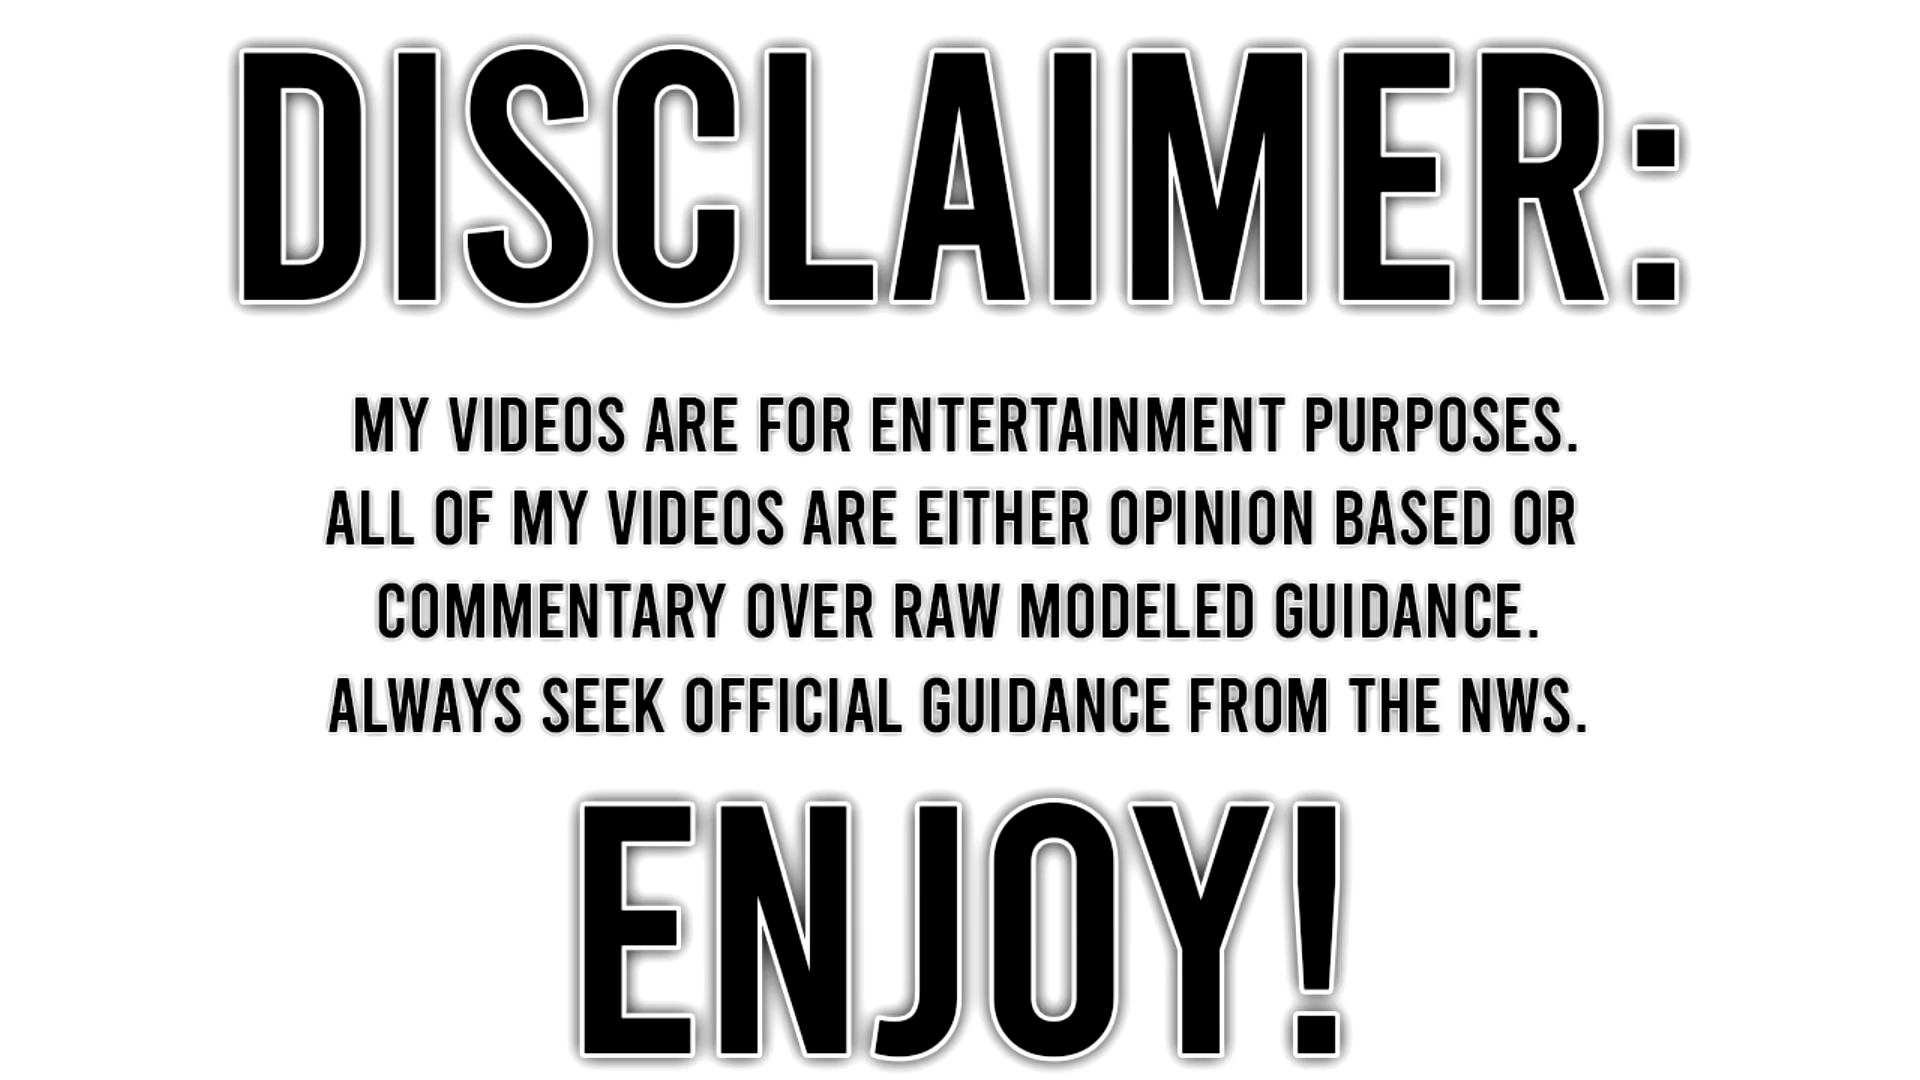 DISCLAIMER:
MY VIDEOS ARE FOR ENTERTAINMENT PURPOSES.
ALL OF MY VIDEOS ARE EITHER OPINION BASED OR
COMMENTARY OVER RAW MODELED GUIDANCE.
ALWAYS SEEK OFFICIAL GUIDANCE FROM THE NWS.
ENJOY!